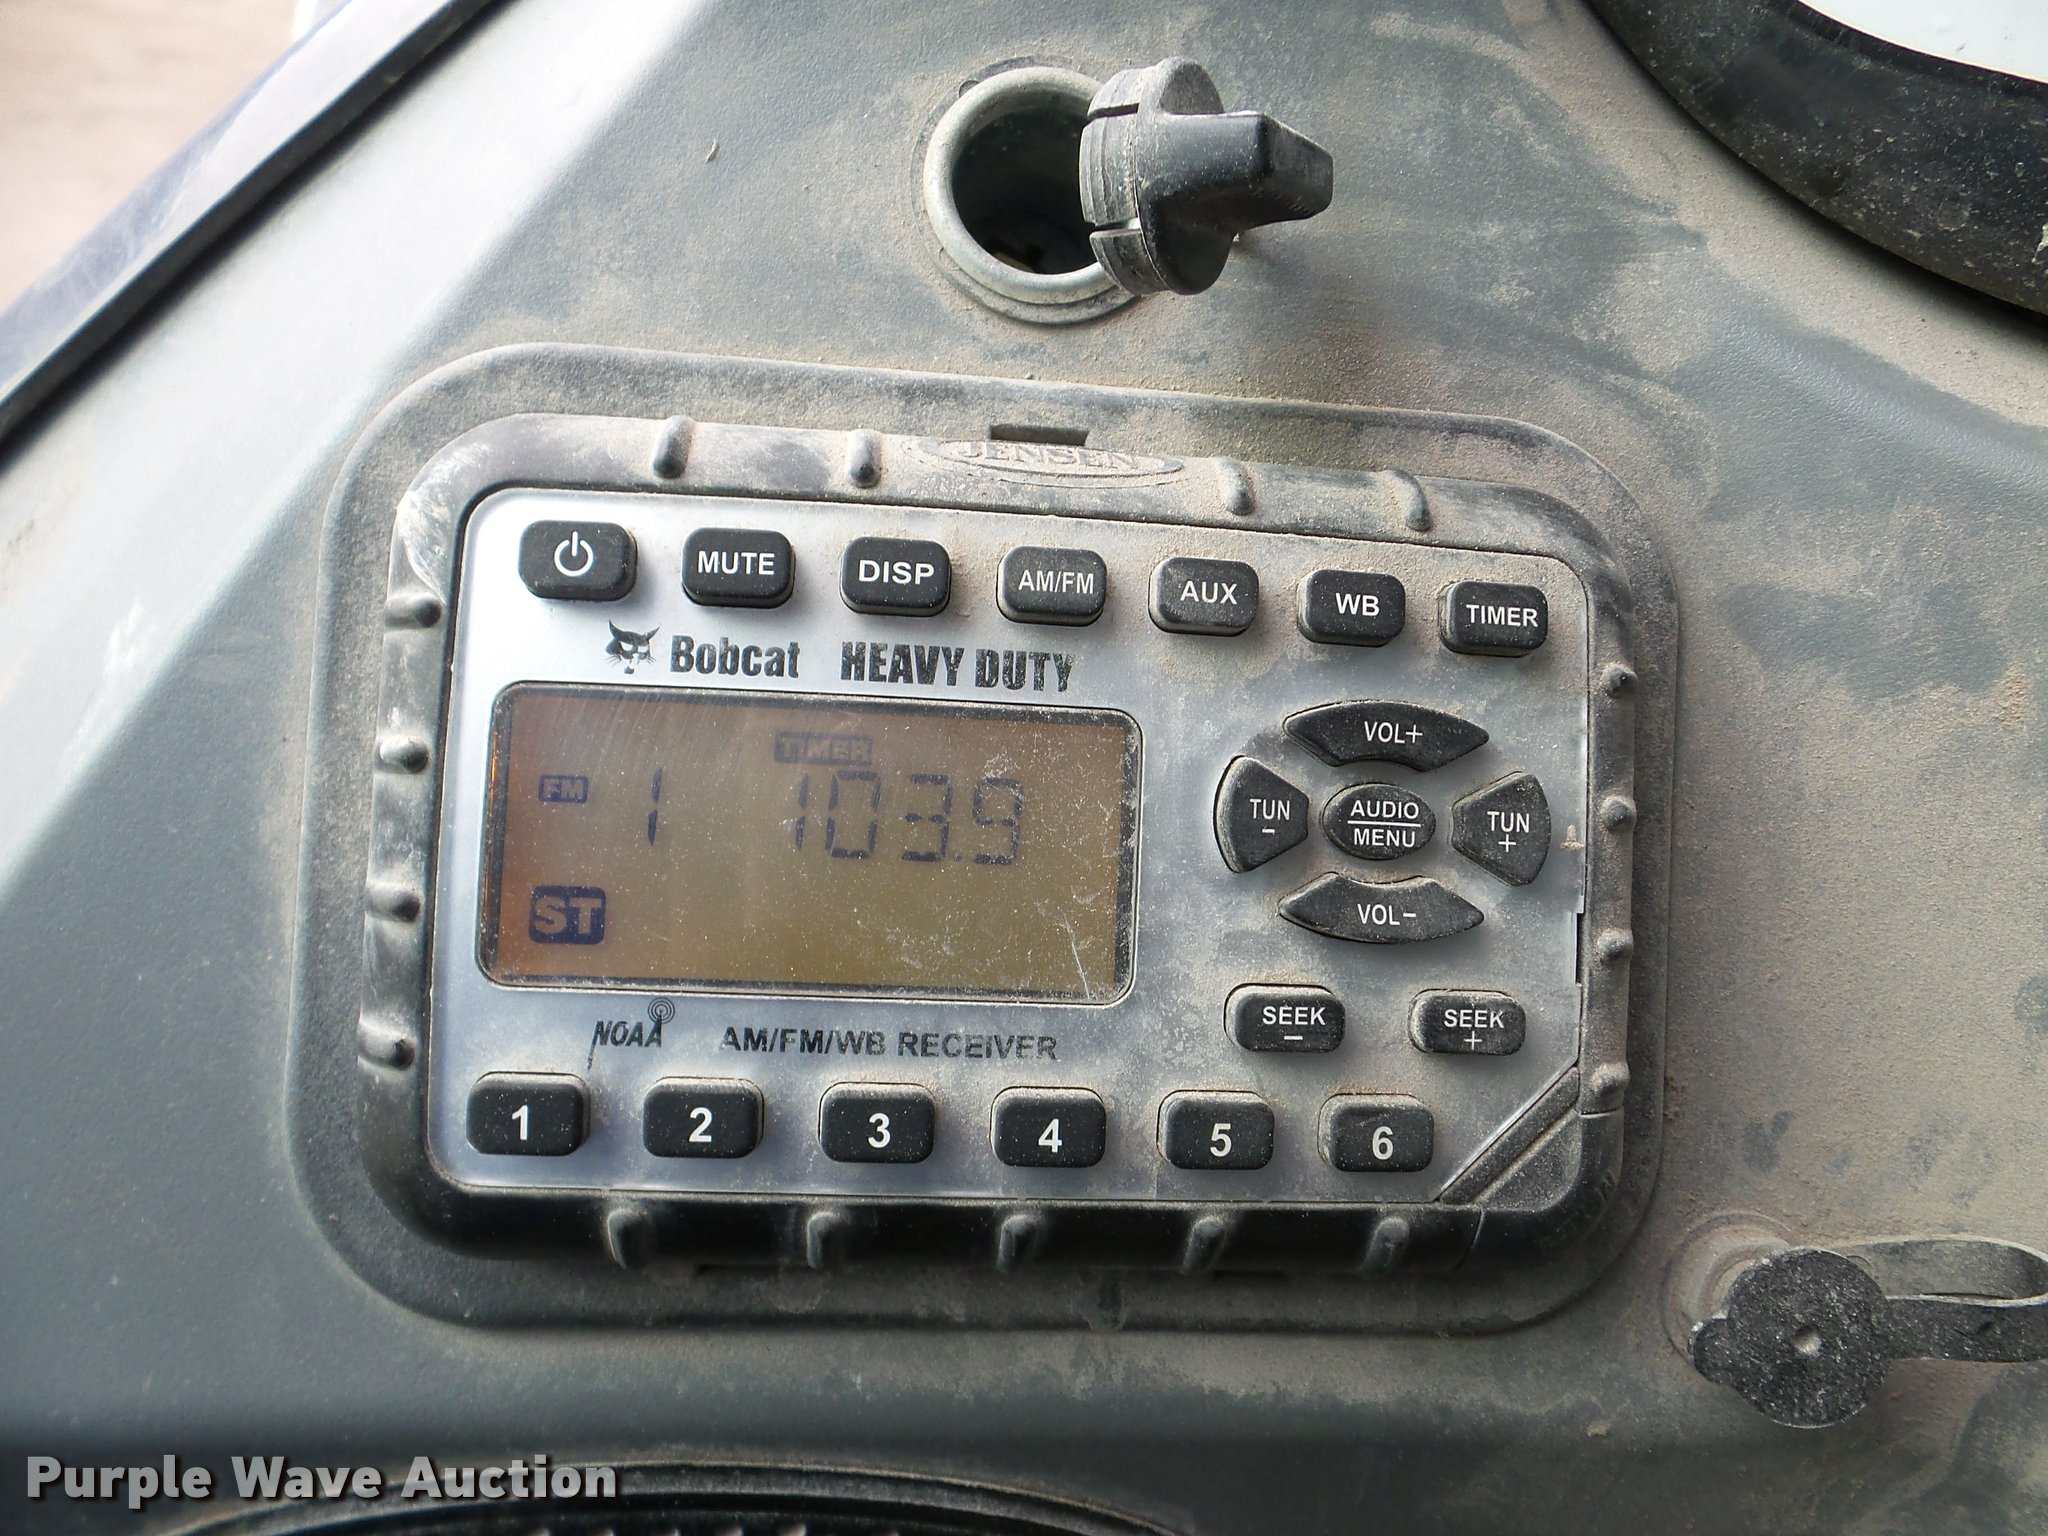 JENSEN
MUTE DISP AM/FM AUX WB TIMER
Bobcat HEAVY DUTY
VOL+
TIMER
FM 1 103.9
TUN - AUDIO MENU TUN +
ST
VOL-
SEEK - SEEK +
NOAA AM/FM/WB RECEIVER
1 2 3 4 5 6
Purple Wave Auction